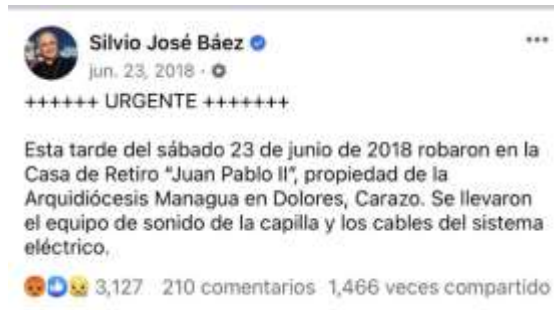 Silvio José Báez
jun. 23, 2018 ·
++++++ URGENTE +++++++
Esta tarde del sábado 23 de junio de 2018 robaron en la
Casa de Retiro "Juan Pablo II", propiedad de la
Arquidiócesis Managua en Dolores, Carazo. Se llevaron
el equipo de sonido de la capilla y los cables del sistema
eléctrico.
3,127 210 comentarios 1,466 veces compartido